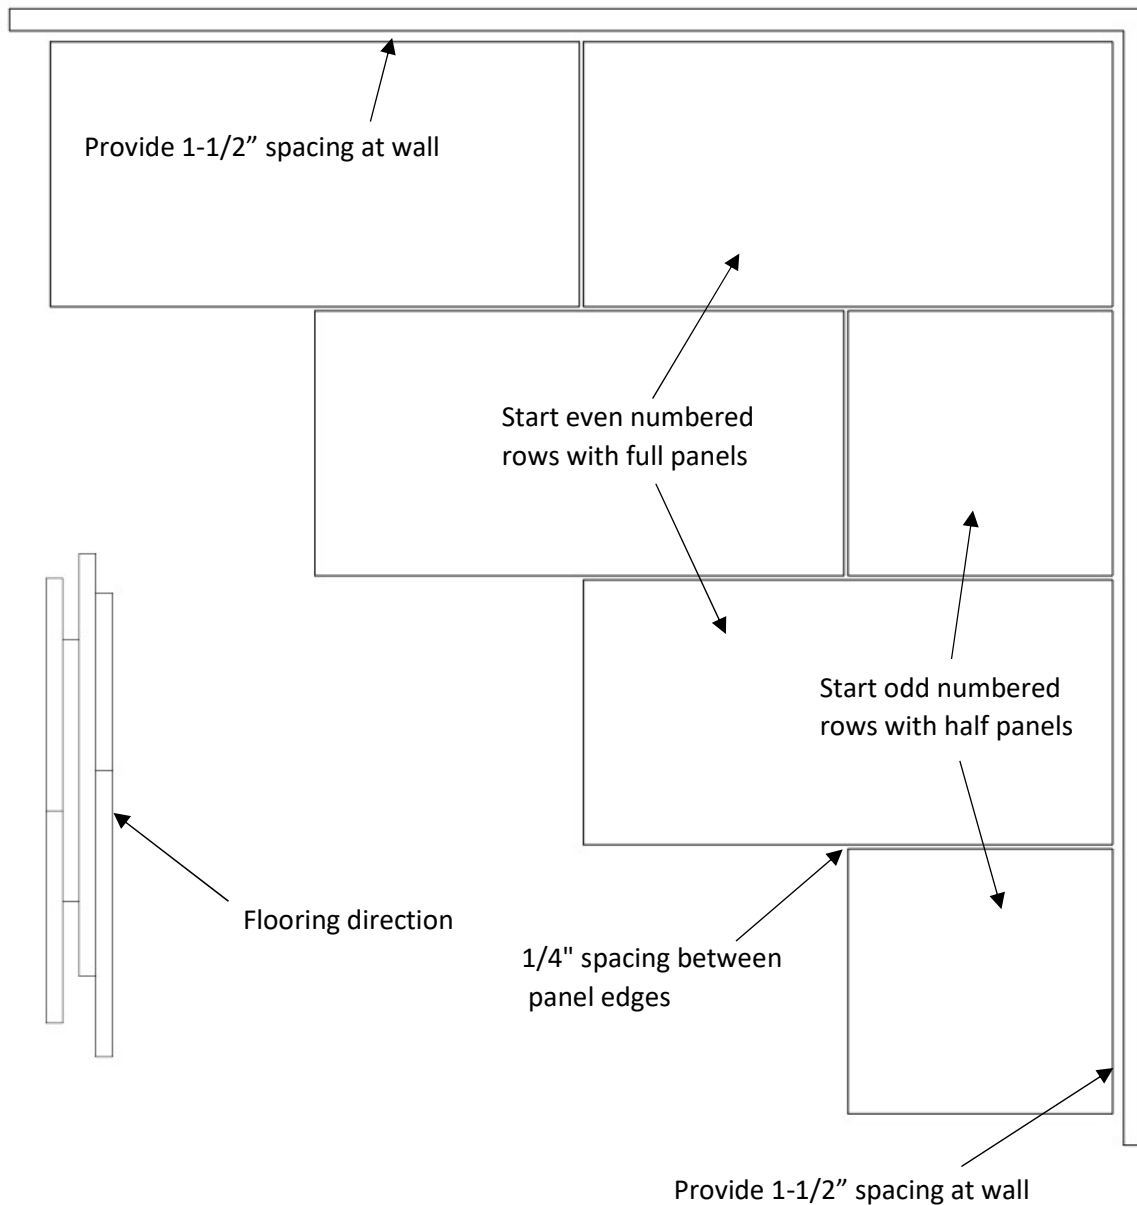 Provide 1-1/2” spacing at wall
Start even numbered
rows with full panels
Start odd numbered
rows with half panels
Flooring direction
1/4" spacing between
panel edges
Provide 1-1/2” spacing at wall